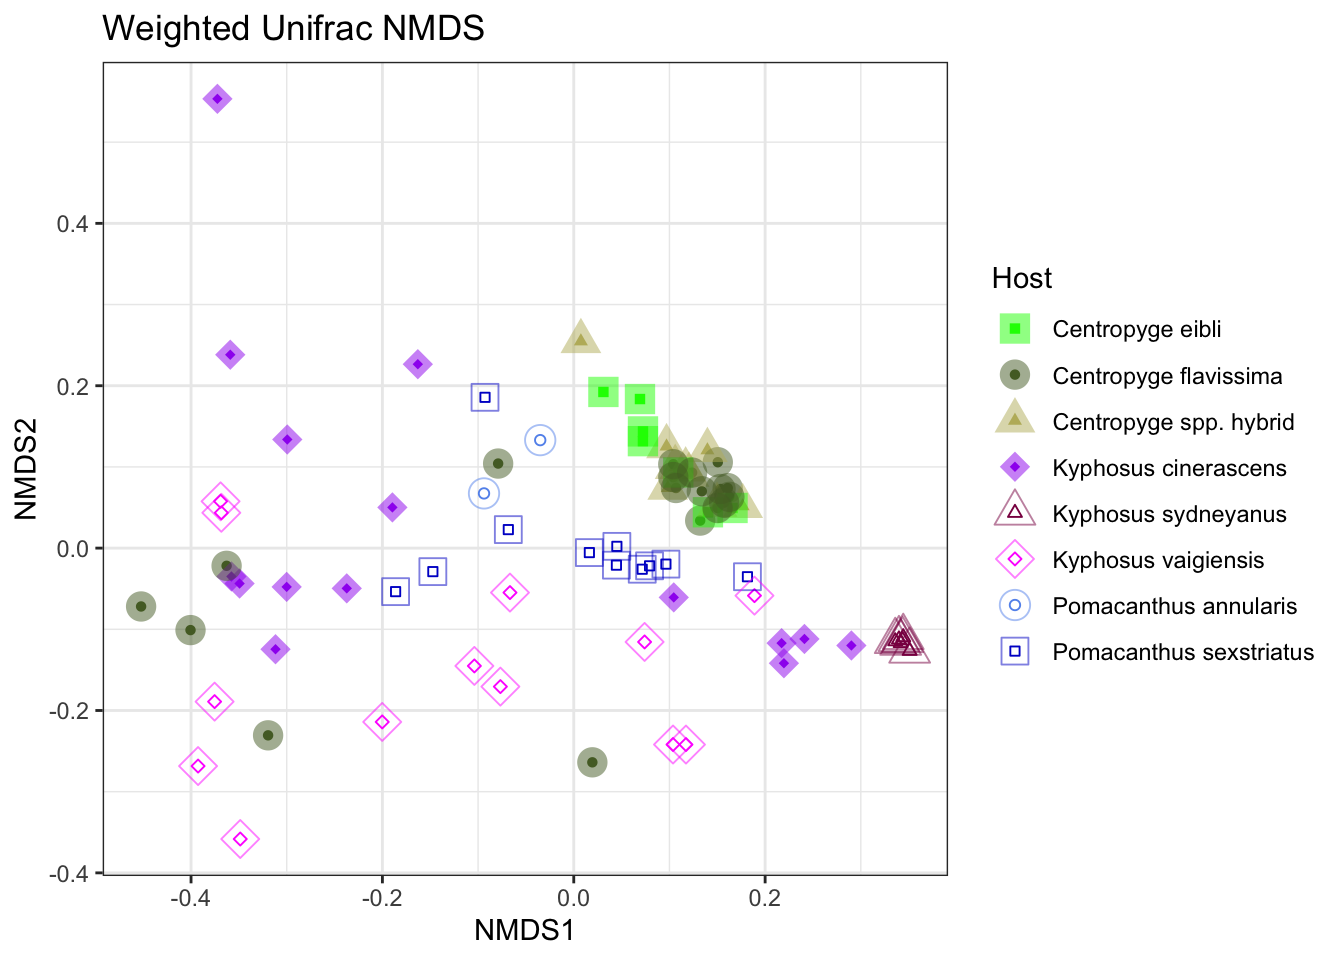 Weighted Unifrac NMDS
NMDS2
0.4
0.2
0.0
-0.2
-0.4
-0.4
-0.2
0.0
0.2
NMDS1
Host
Centropyge eibli
Centropyge flavissima
Centropyge spp. hybrid
Kyphosus cinerascens
Kyphosus sydneyanus
Kyphosus vaigiensis
Pomacanthus annularis
Pomacanthus sexstriatus